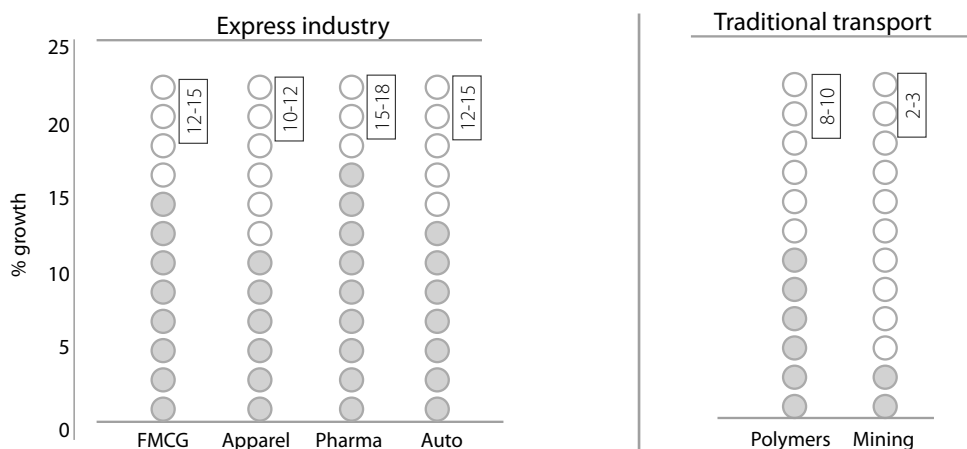 Express industry
Traditional transport
% growth
25
20
15
10
5
0
12-15
10-12
15-18
12-15
8-10
2-3
FMCG
Apparel
Pharma
Auto
Polymers
Mining